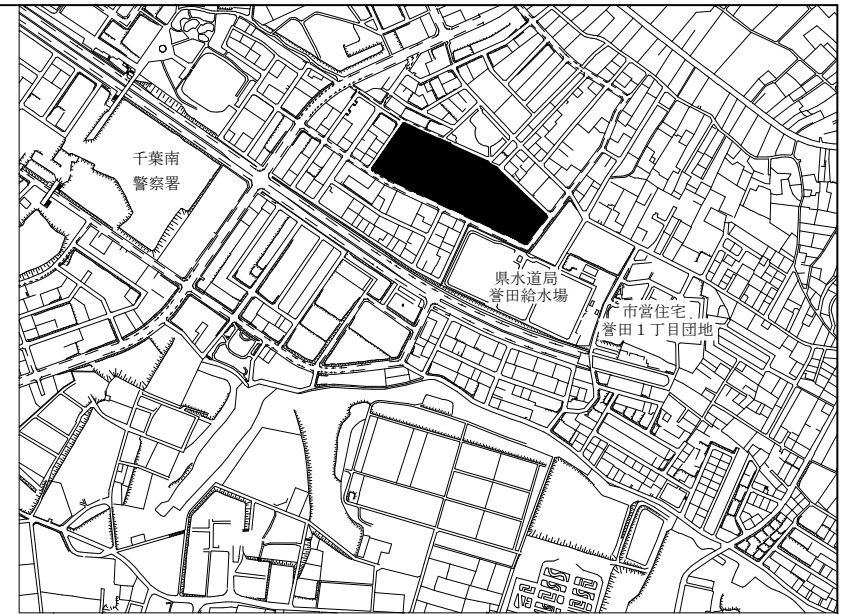 千葉南
警察署
県水道局
誉田給水場
市営住宅
誉田１丁目団地